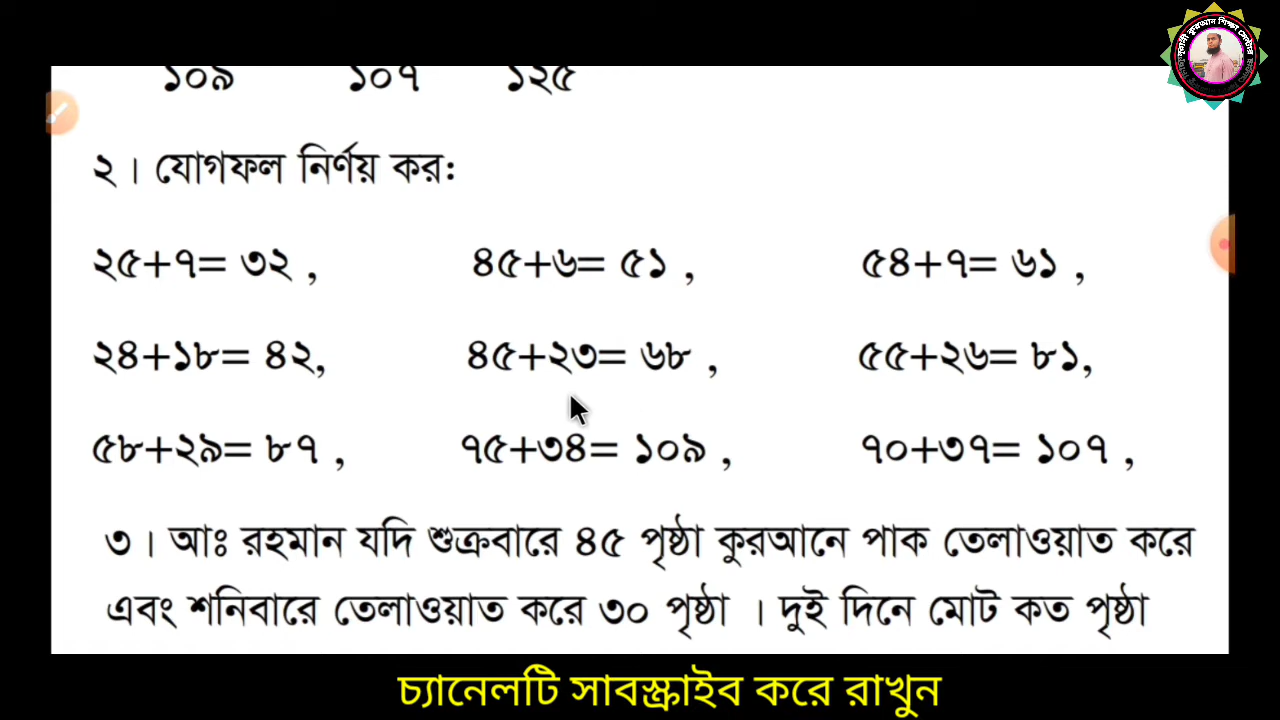 ১০৯ ১০৭ ১২৫
২। যোগফল নির্ণয় কর:
২৫+৭= ৩২ , ৪৫+৬= ৫১ , ৫৪+৭= ৬১ ,
২৪+১৮= ৪২, ৪৫+২৩= ৬৮ , ৫৫+২৬= ৮১,
৫৮+২৯= ৮৭ , ৭৫+৩৪= ১০৯ , ৭০+৩৭= ১০৭ ,
৩। আঃ রহমান যদি শুক্রবারে ৪৫ পৃষ্ঠা কুরআনে পাক তেলাওয়াত করে
এবং শনিবারে তেলাওয়াত করে ৩০ পৃষ্ঠা । দুই দিনে মোট কত পৃষ্ঠা
চ্যানেলটি সাবস্ক্রাইব করে রাখুন